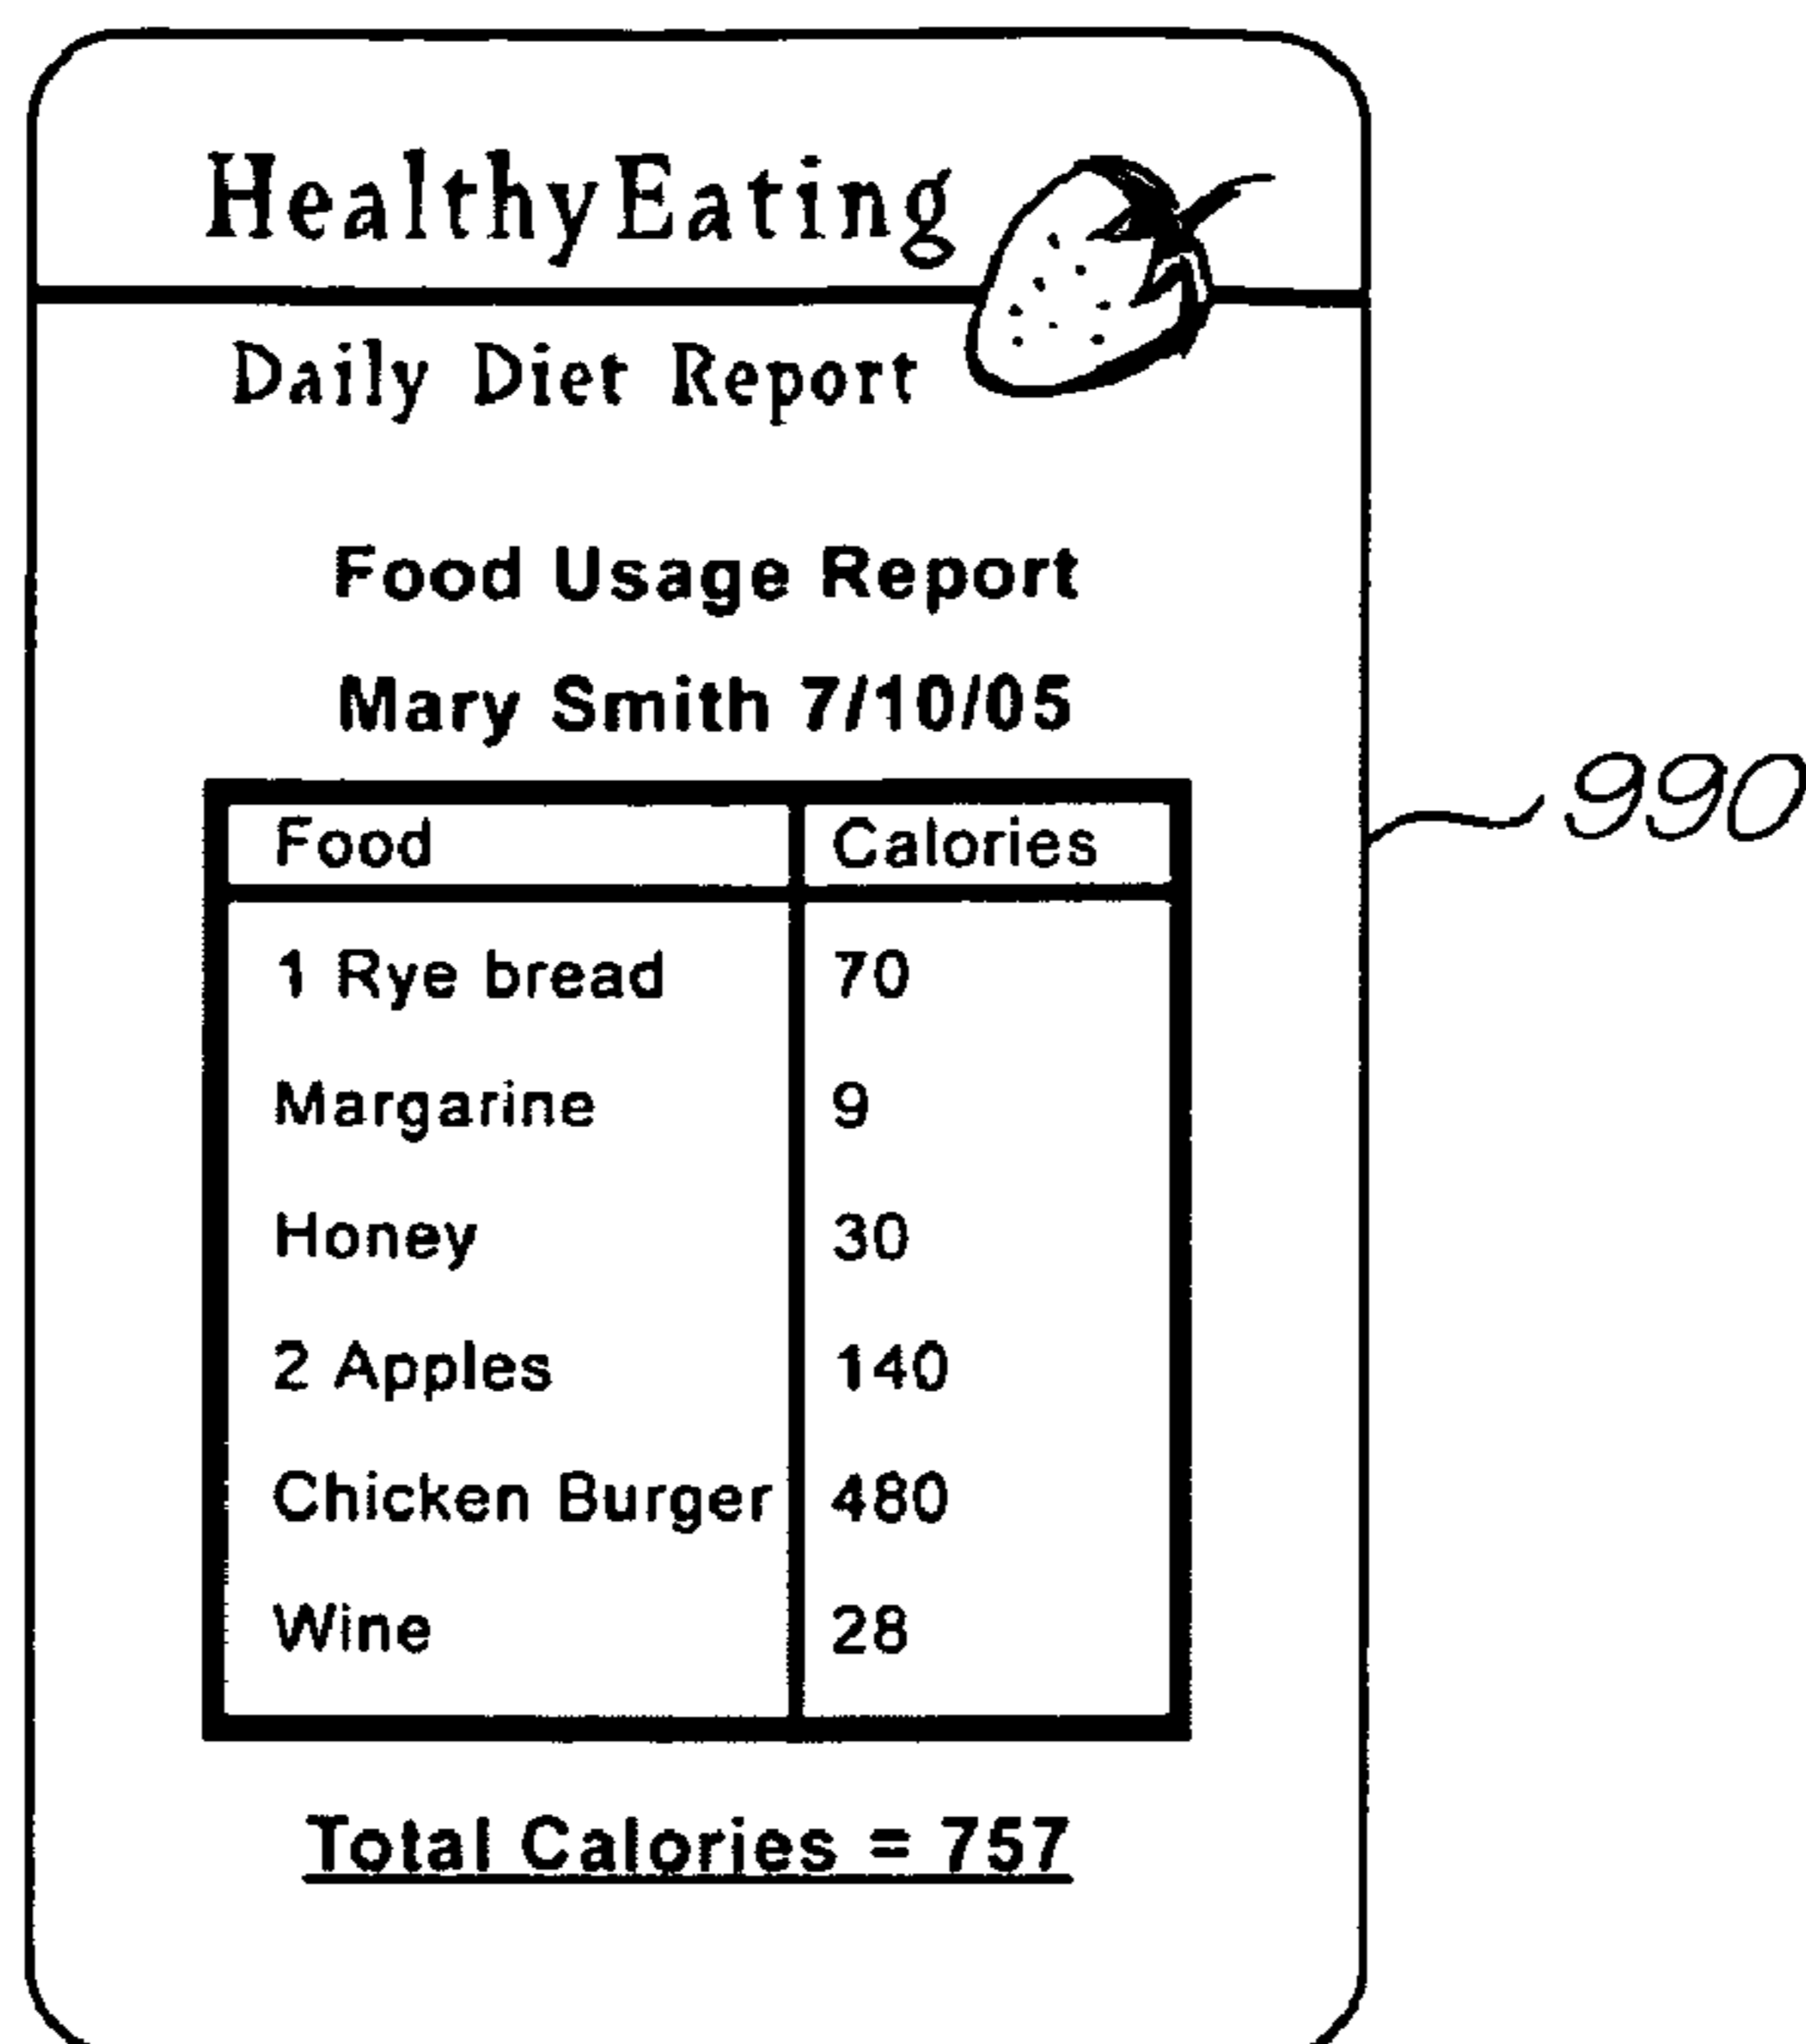 HealthyEating
Daily Diet Report
Food Usage Report
Mary Smith 7/10/05
990
Food Calories
1 Rye bread 70
Margarine 9
Honey 30
2 Apples 140
Chicken Burger 480
Wine 28
Total Calories = 757